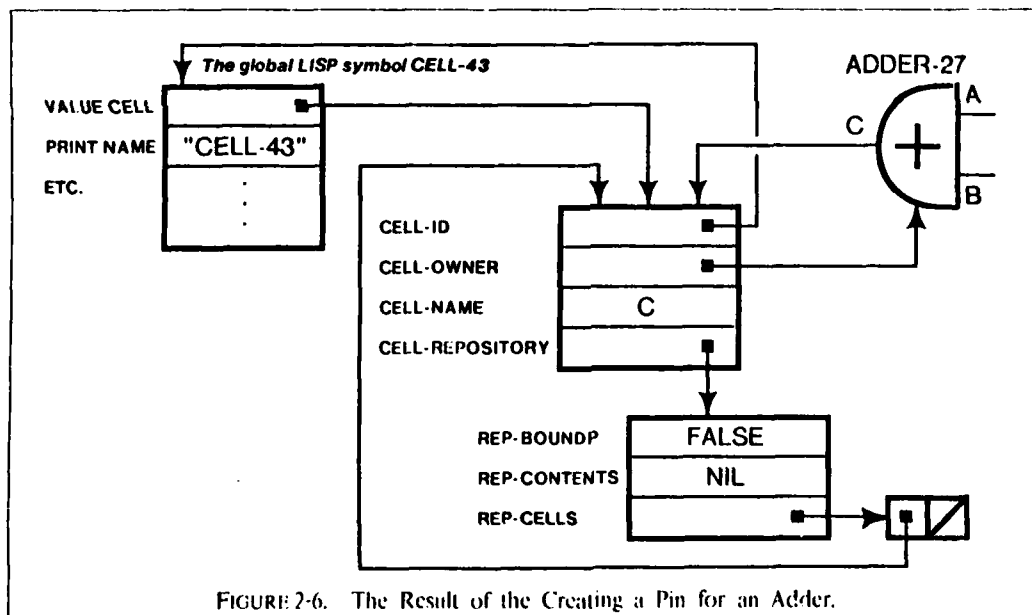 The global LISP symbol CELL-43
ADDER-27
VALUE CELL
PRINT NAME "CELL-43"
ETC.
A
C
+
B
CELL-ID
CELL-OWNER
CELL-NAME C
CELL-REPOSITORY
REP-BOUNDP FALSE
REP-CONTENTS NIL
REP-CELLS
FIGURE 2-6. The Result of the Creating a Pin for an Adder.